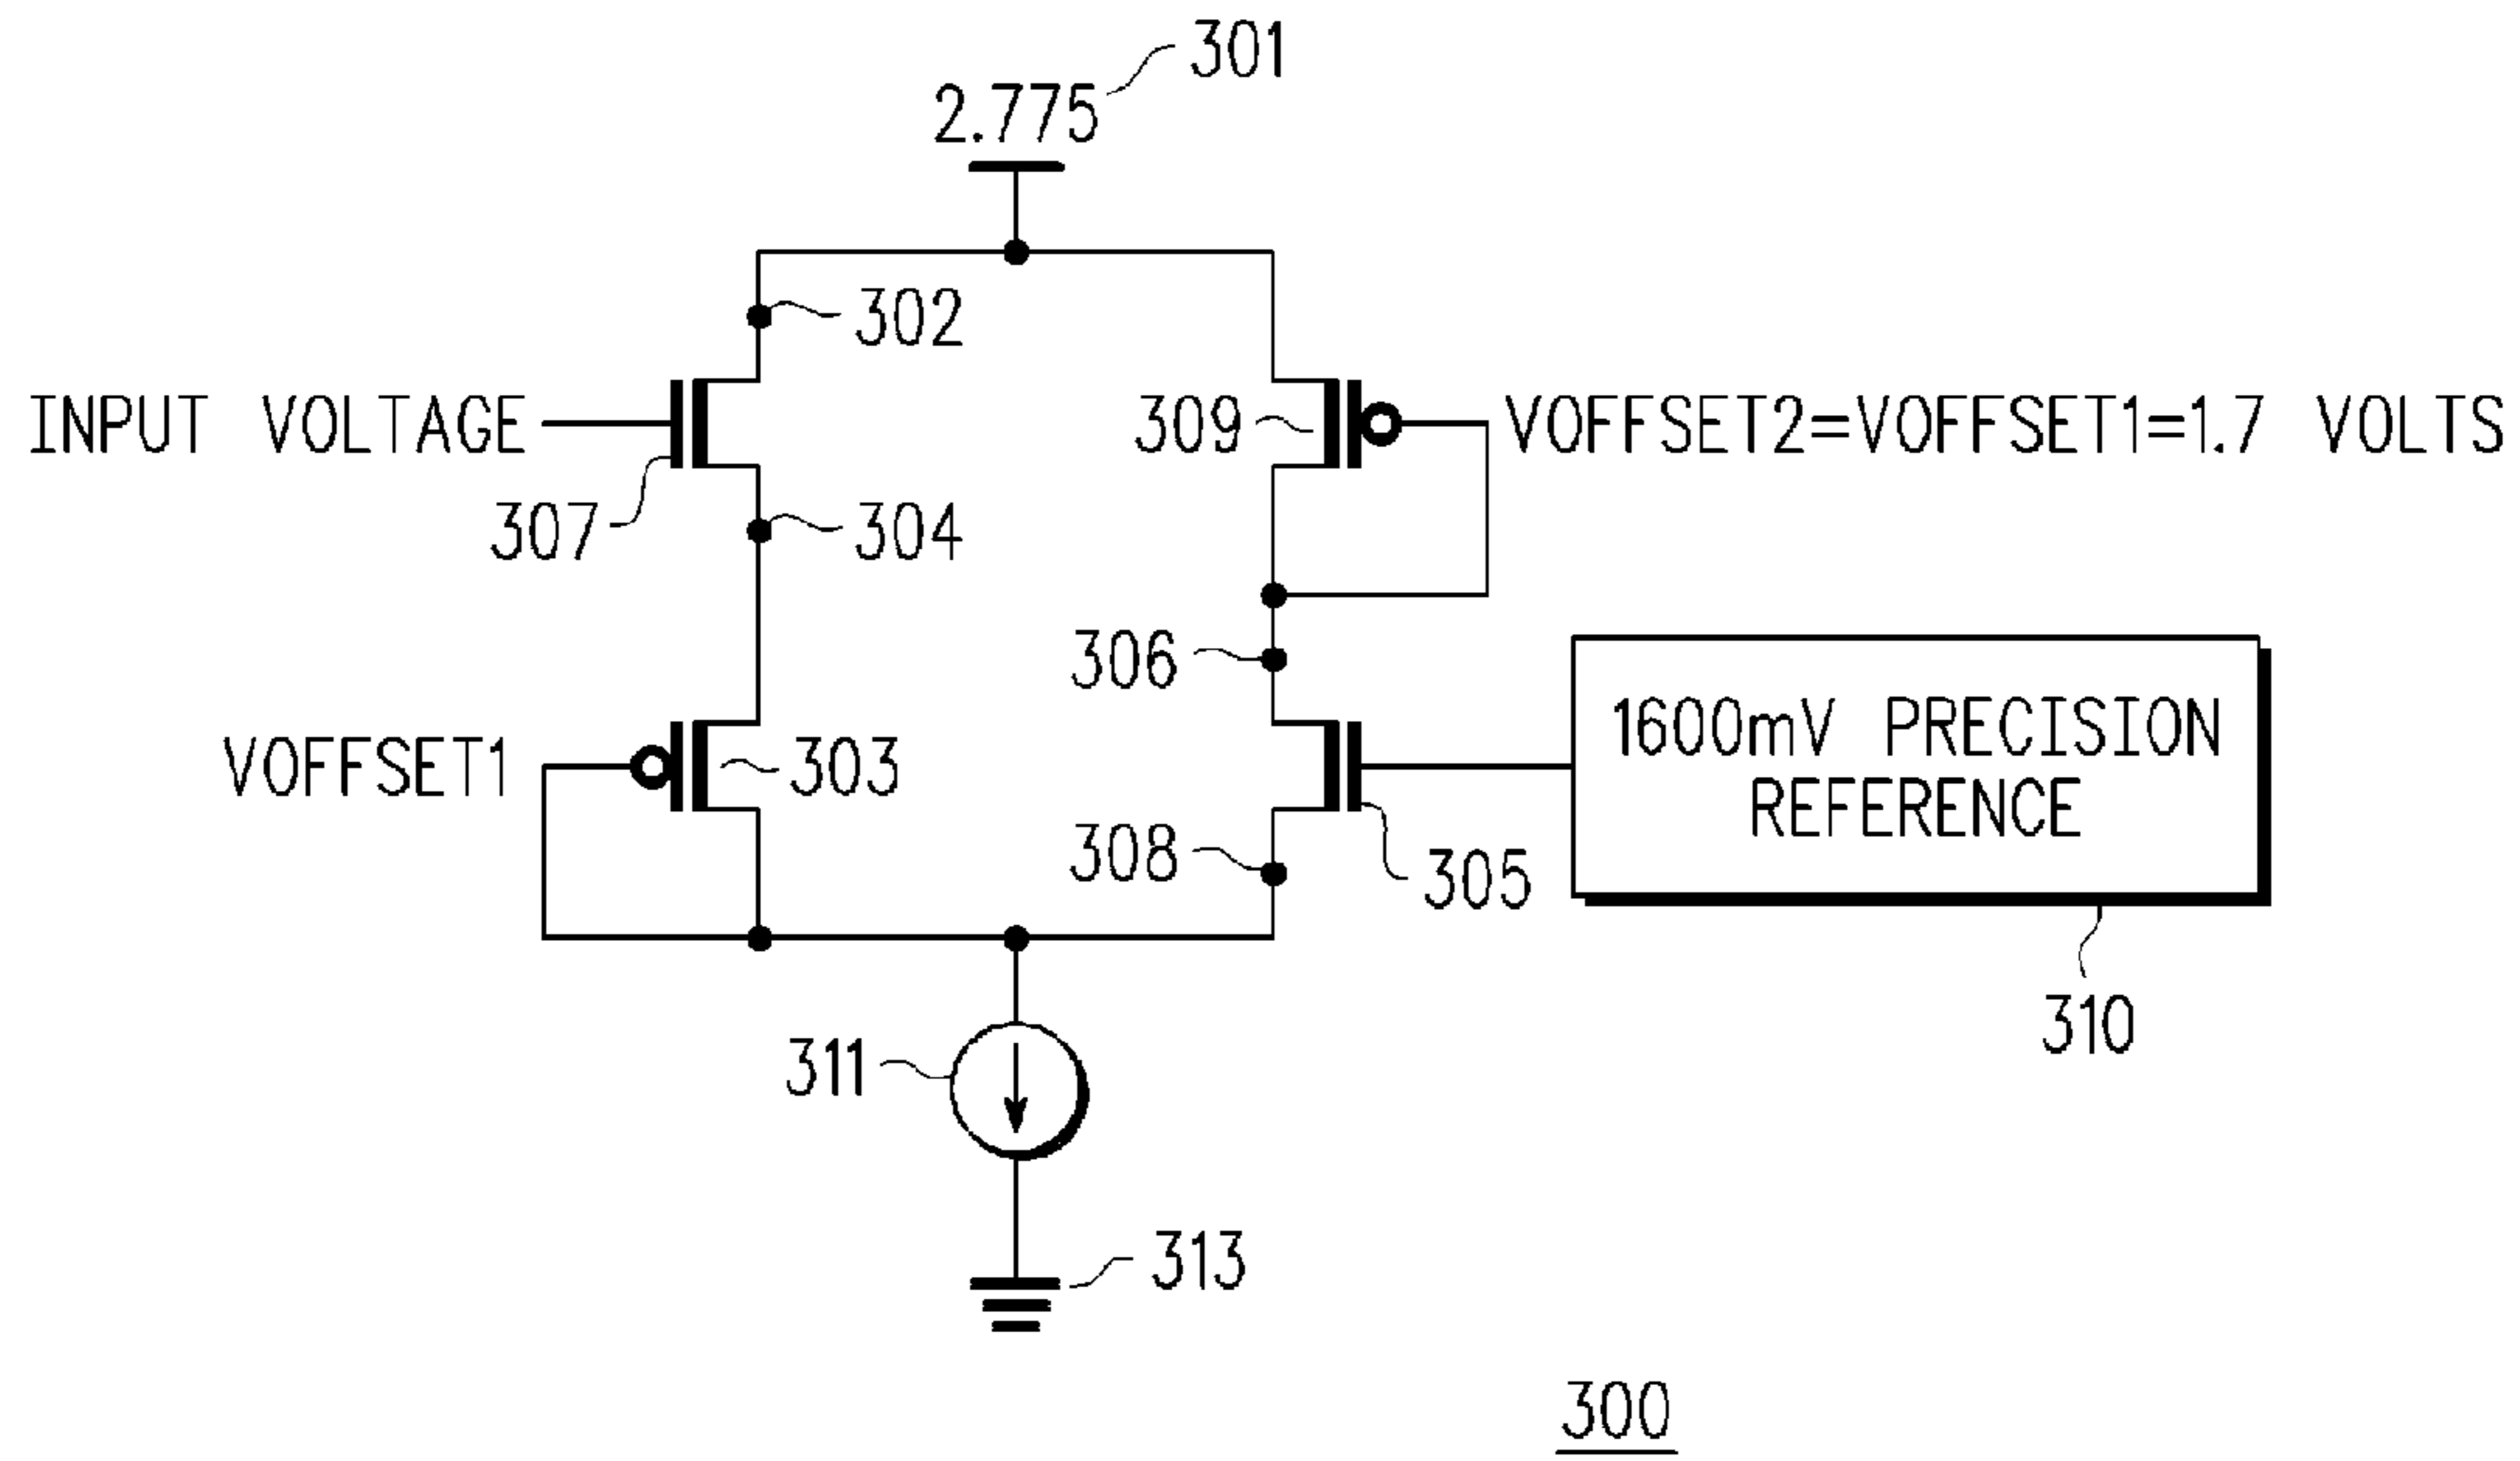 301
2.775
302
INPUT VOLTAGE
309
VOFFSET2=VOFFSET1=1.7 VOLTS
307
304
306
1600mV PRECISION
REFERENCE
VOFFSET1
303
308
305
310
311
313
300